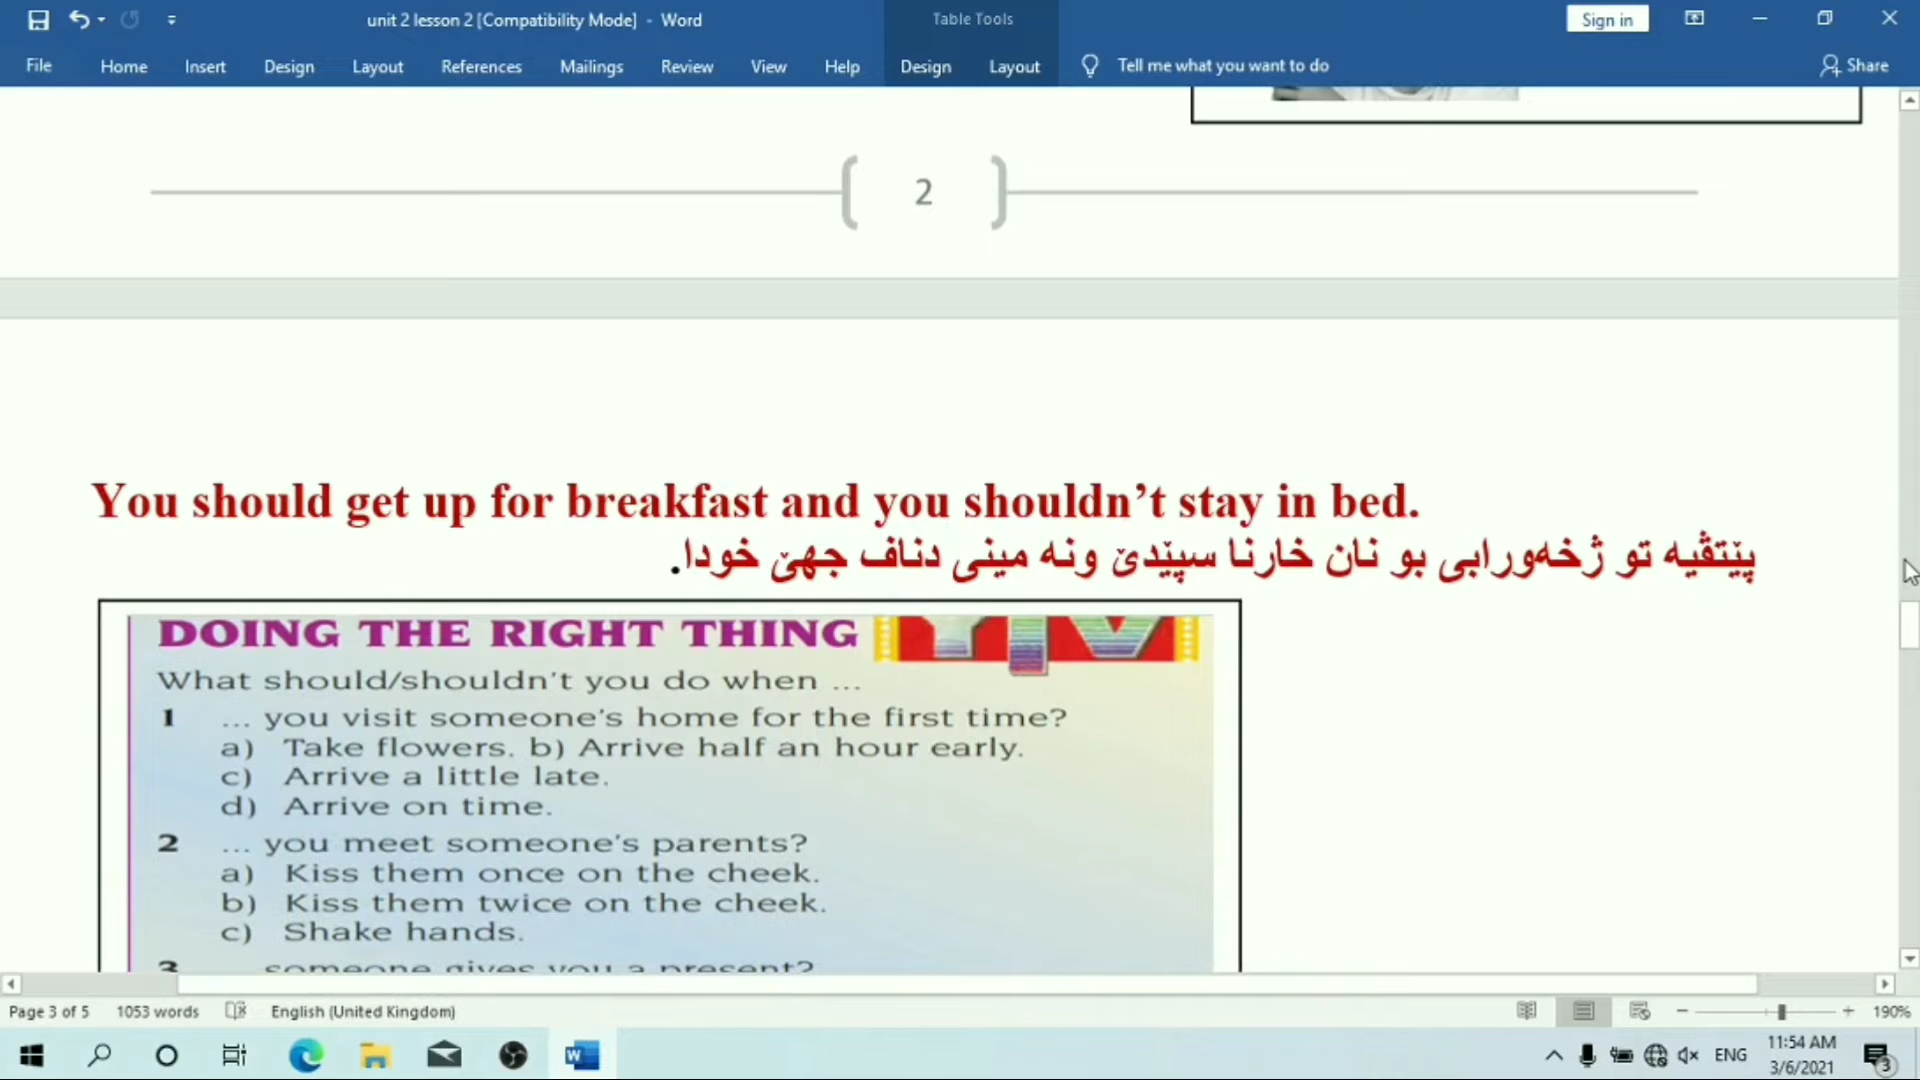 unit 2 lesson 2 [Compatibility Mode] - Word
Table Tools
Sign in
File Home Insert Design Layout References Mailings Review View Help Design Layout Tell me what you want to do Share
2
You should get up for breakfast and you shouldn’t stay in bed.
پێتڤیه تو ژخەورابی بو نان خارنا سپێدێ ونه مینی دناف جهێ خودا.
DOING THE RIGHT THING
What should/shouldn't you do when ...
1 ... you visit someone's home for the first time?
a) Take flowers. b) Arrive half an hour early.
c) Arrive a little late.
d) Arrive on time.
2 ... you meet someone's parents?
a) Kiss them once on the cheek.
b) Kiss them twice on the cheek.
c) Shake hands.
3 someone gives you a present?
Page 3 of 5 1053 words English (United Kingdom) 190%
ENG
11:54 AM
3/6/2021
3